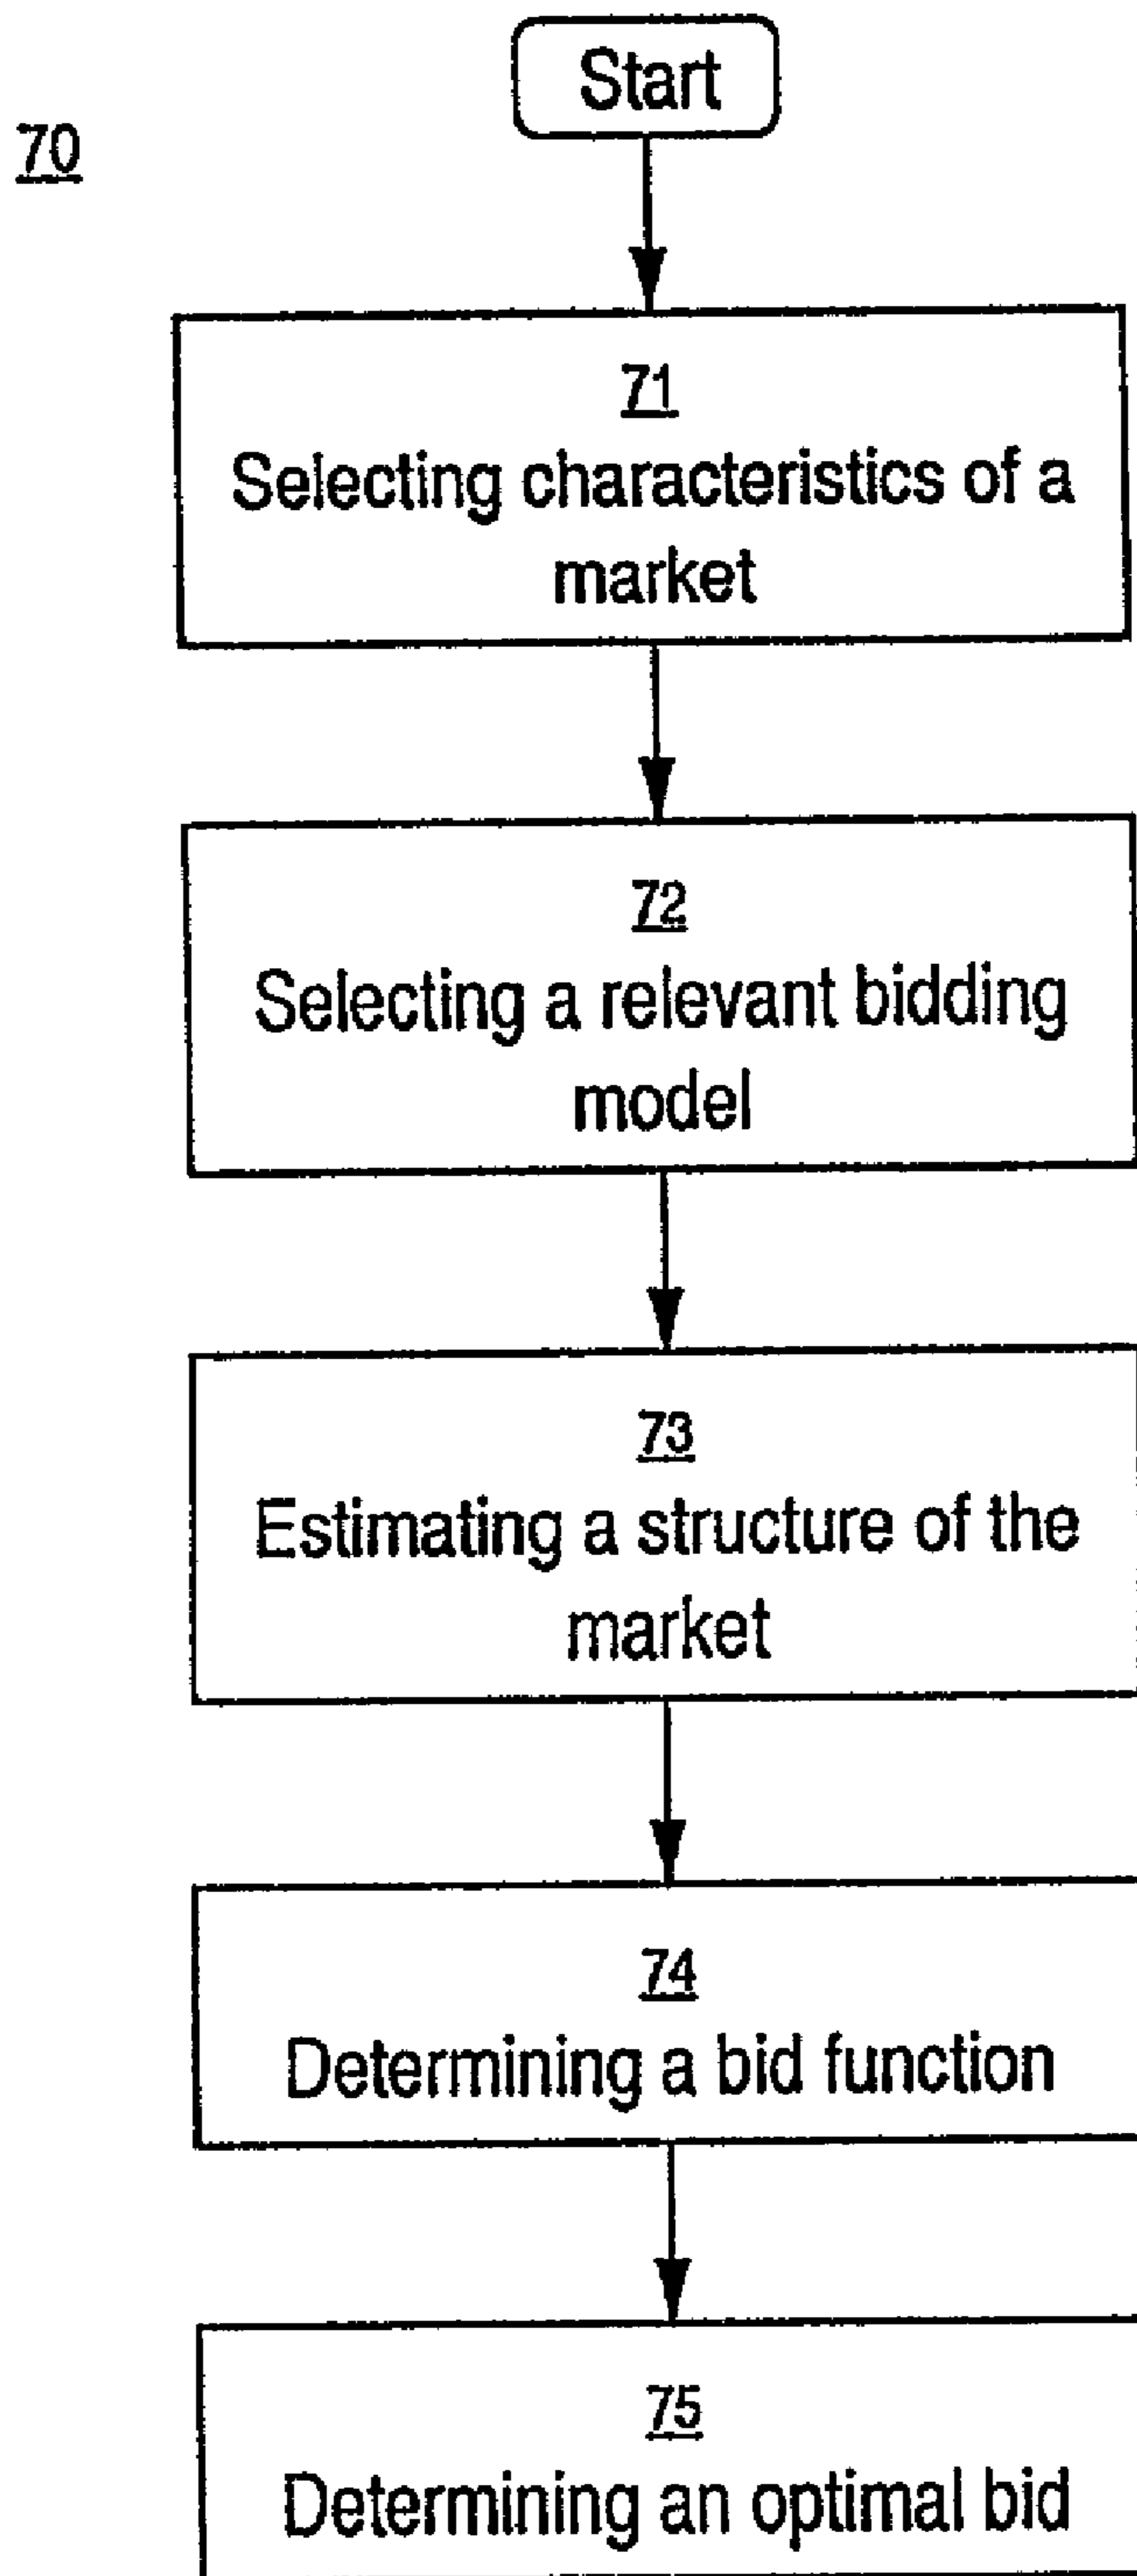 Start
70
71
Selecting characteristics of a
market
72
Selecting a relevant bidding
model
73
Estimating a structure of the
market
74
Determining a bid function
75
Determining an optimal bid